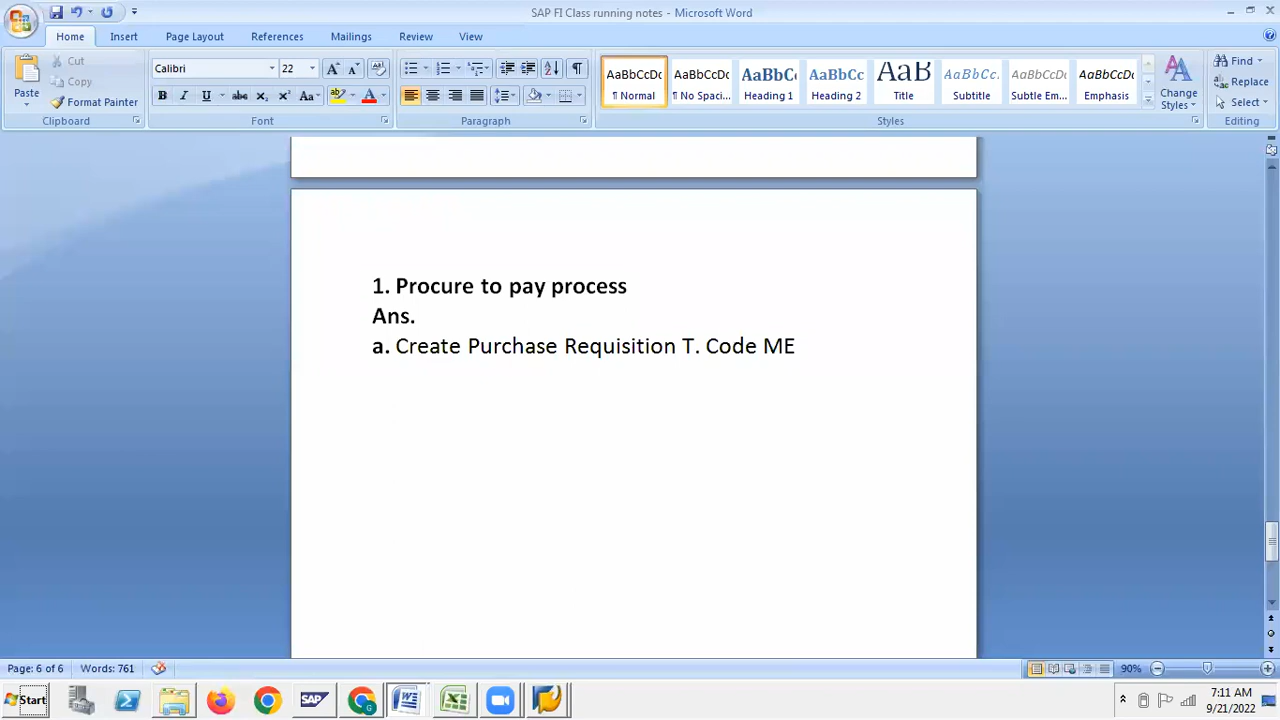 SAP FI Class running notes - Microsoft Word
Home Insert Page Layout References Mailings Review View
Paste Cut Copy Format Painter Clipboard
Calibri 22 Font
Paragraph
AaBbCcDc ¶ Normal
AaBbCcDc ¶ No Spaci...
AaBbCc Heading 1
AaBbCc Heading 2
AaB Title
AaBbCc. Subtitle
AaBbCcDc Subtle Em...
AaBbCcDc Emphasis
Change Styles
Styles
Find
Replace
Select
Editing
1. Procure to pay process
Ans.
a. Create Purchase Requisition T. Code ME
Page: 6 of 6 Words: 761 90%
Start SAP 7:11 AM
9/21/2022